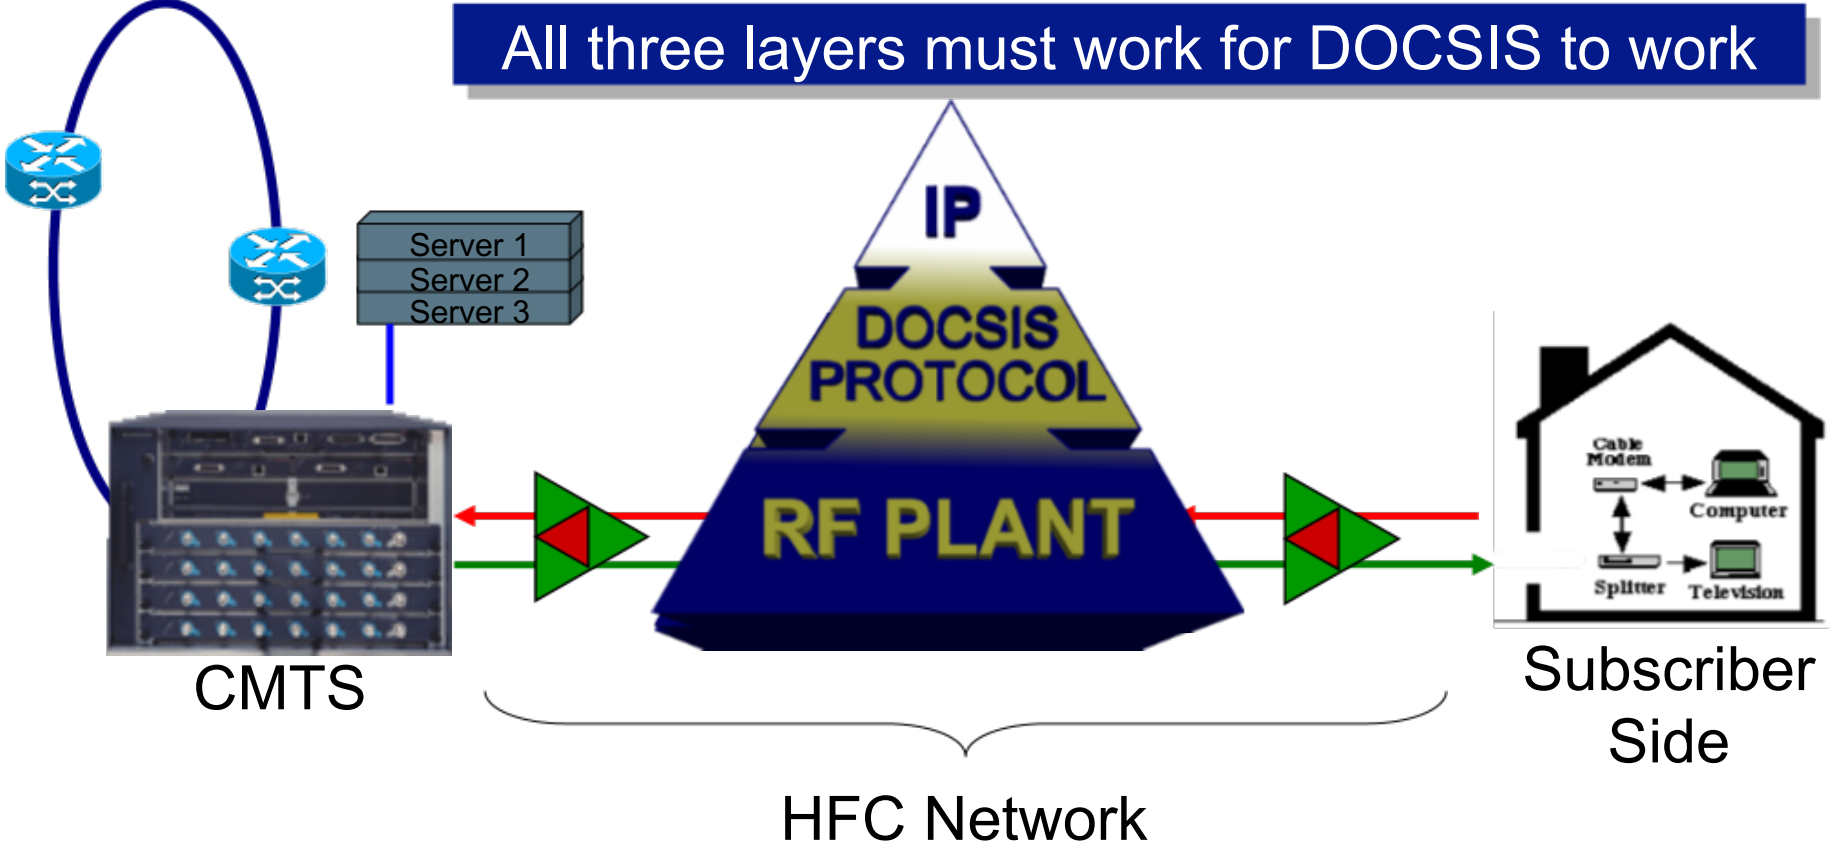 All three layers must work for DOCSIS to work
IP
Server 1
Server 2
Server 3
DOCSIS
PROTOCOL
RF PLANT
Cable
Modem
Computer
Splitter
Television
CMTS
Subscriber
Side
HFC Network